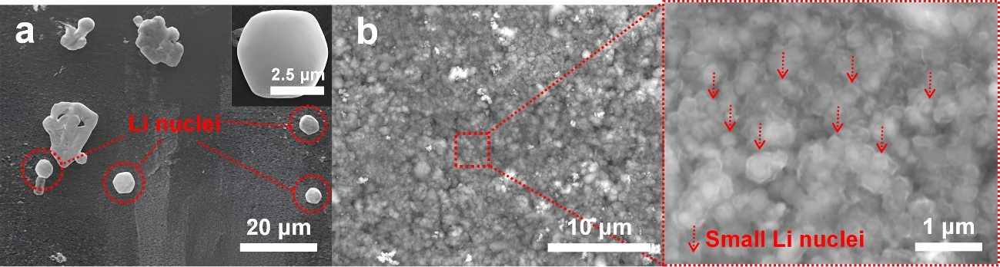 a
2.5 µm
Li nuclei
20 µm
b
10 µm
Small Li nuclei
1 µm